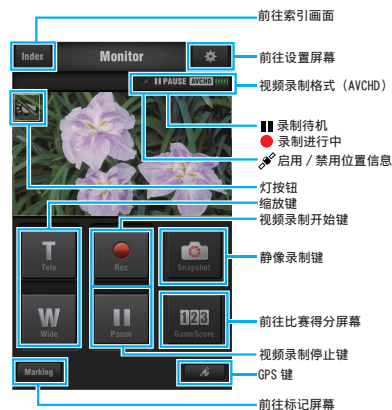 前往索引画面
Index
Monitor
前往设置屏幕
PAUSE AVCHD
视频录制格式（AVCHD）
录制待机
录制进行中
启用 / 禁用位置信息
灯按钮
缩放键
视频录制开始键
T
Tele
Rec
Snapshot
静像录制键
W
Wide
Pause
123
GameScore
前往比赛得分屏幕
视频录制停止键
Marking
GPS 键
前往标记屏幕